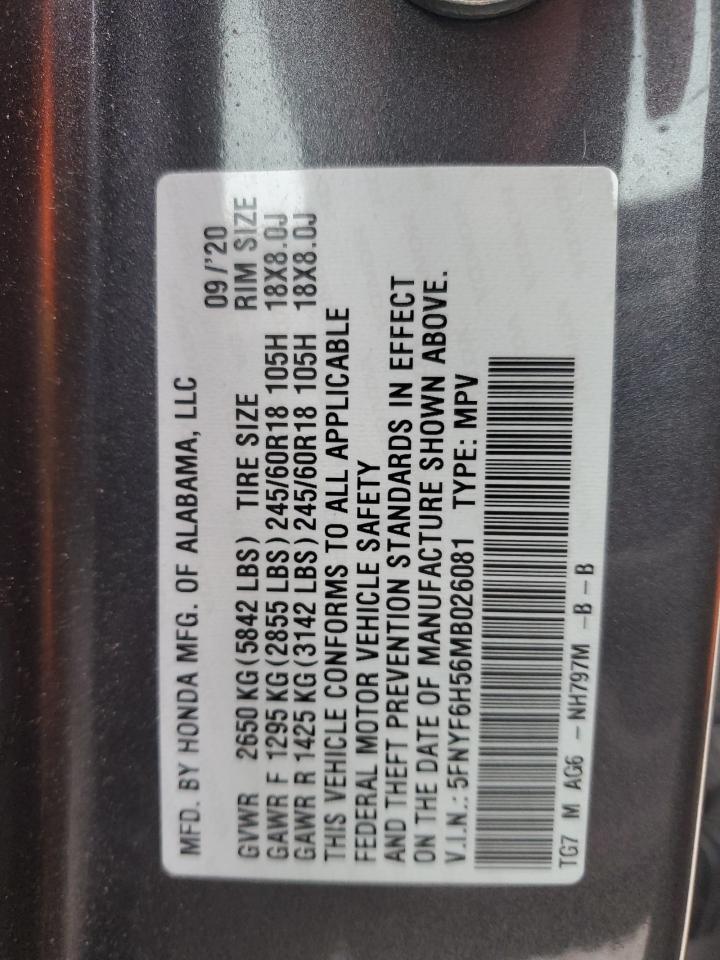 MFD. BY HONDA MFG. OF ALABAMA, LLC
09/'20
GVWR 2650 KG(5842 LBS) TIRE SIZE RIM SIZE
GAWR F 1295 KG(2855 LBS)245/60R18 105H 18X8.0J
GAWR R 1425 KG(3142 LBS)245/60R18 105H 18X8.0J
THIS VEHICLE CONFORMS TO ALL APPLICABLE
FEDERAL MOTOR VEHICLE SAFETY
AND THEFT PREVENTION STANDARDS IN EFFECT
ON THE DATE OF MANUFACTURE SHOWN ABOVE.
V.I.N.: 5FNYF6H56MB026081 TYPE: MPV
TG7 M AG6 -NH797M -B-B